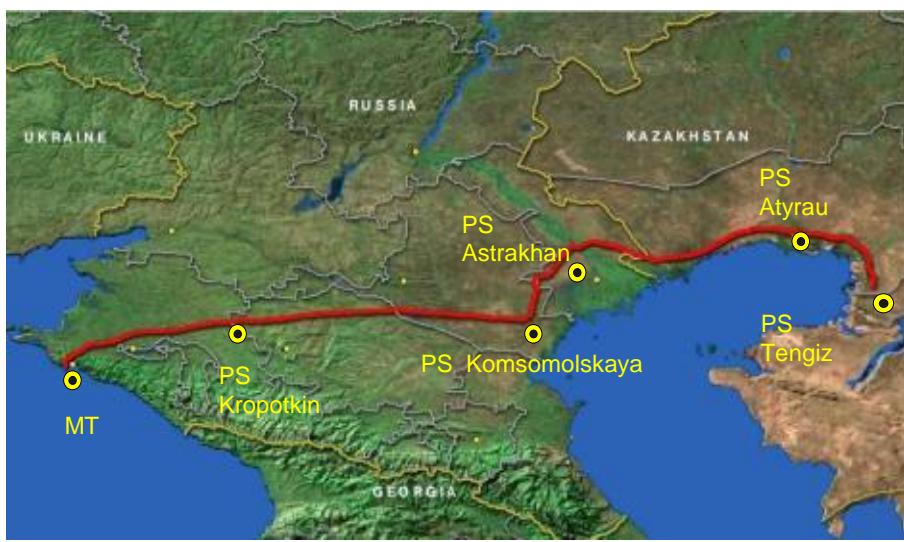 RUSSIA
UKRAINE
KAZAKHSTAN
PS
Atyrau
PS
Astrakhan
PS
Tengiz
PS Komsomolskaya
PS
Kropotkin
MT
GEORGIA